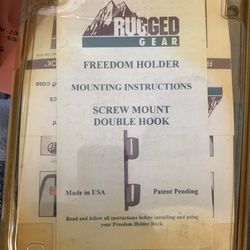 RUGGED
GEAR
FREEDOM HOLDER
MOUNTING INSTRUCTIONS
SCREW MOUNT
DOUBLE HOOK
Made in USA
Patent Pending
Read and follow all instructions before installing and using
your Freedom Holder Rack